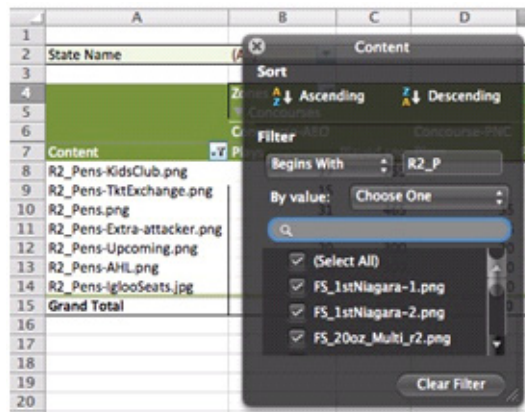 A B C D
1
2 State Name (A
3
4 Zones
5 Concourses
6 Concourse-PNC
7 Content
8 R2_Pens-KidsClub.png
9 R2_Pens-TktExchange.png
10 R2_Pens.png
11 R2_Pens-Extra-attacker.png
12 R2_Pens-Upcoming.png
13 R2_Pens-AHL.png
14 R2_Pens-IglooSeats.jpg
15 Grand Total
16
17
18
19
20
Content
Sort
A Z Ascending Z A Descending
Filter
Begins With R2_P
By value: Choose One
(Select All)
FS_1stNiagara-1.png
FS_1stNiagara-2.png
FS_20oz_Multi_r2.png
Clear Filter